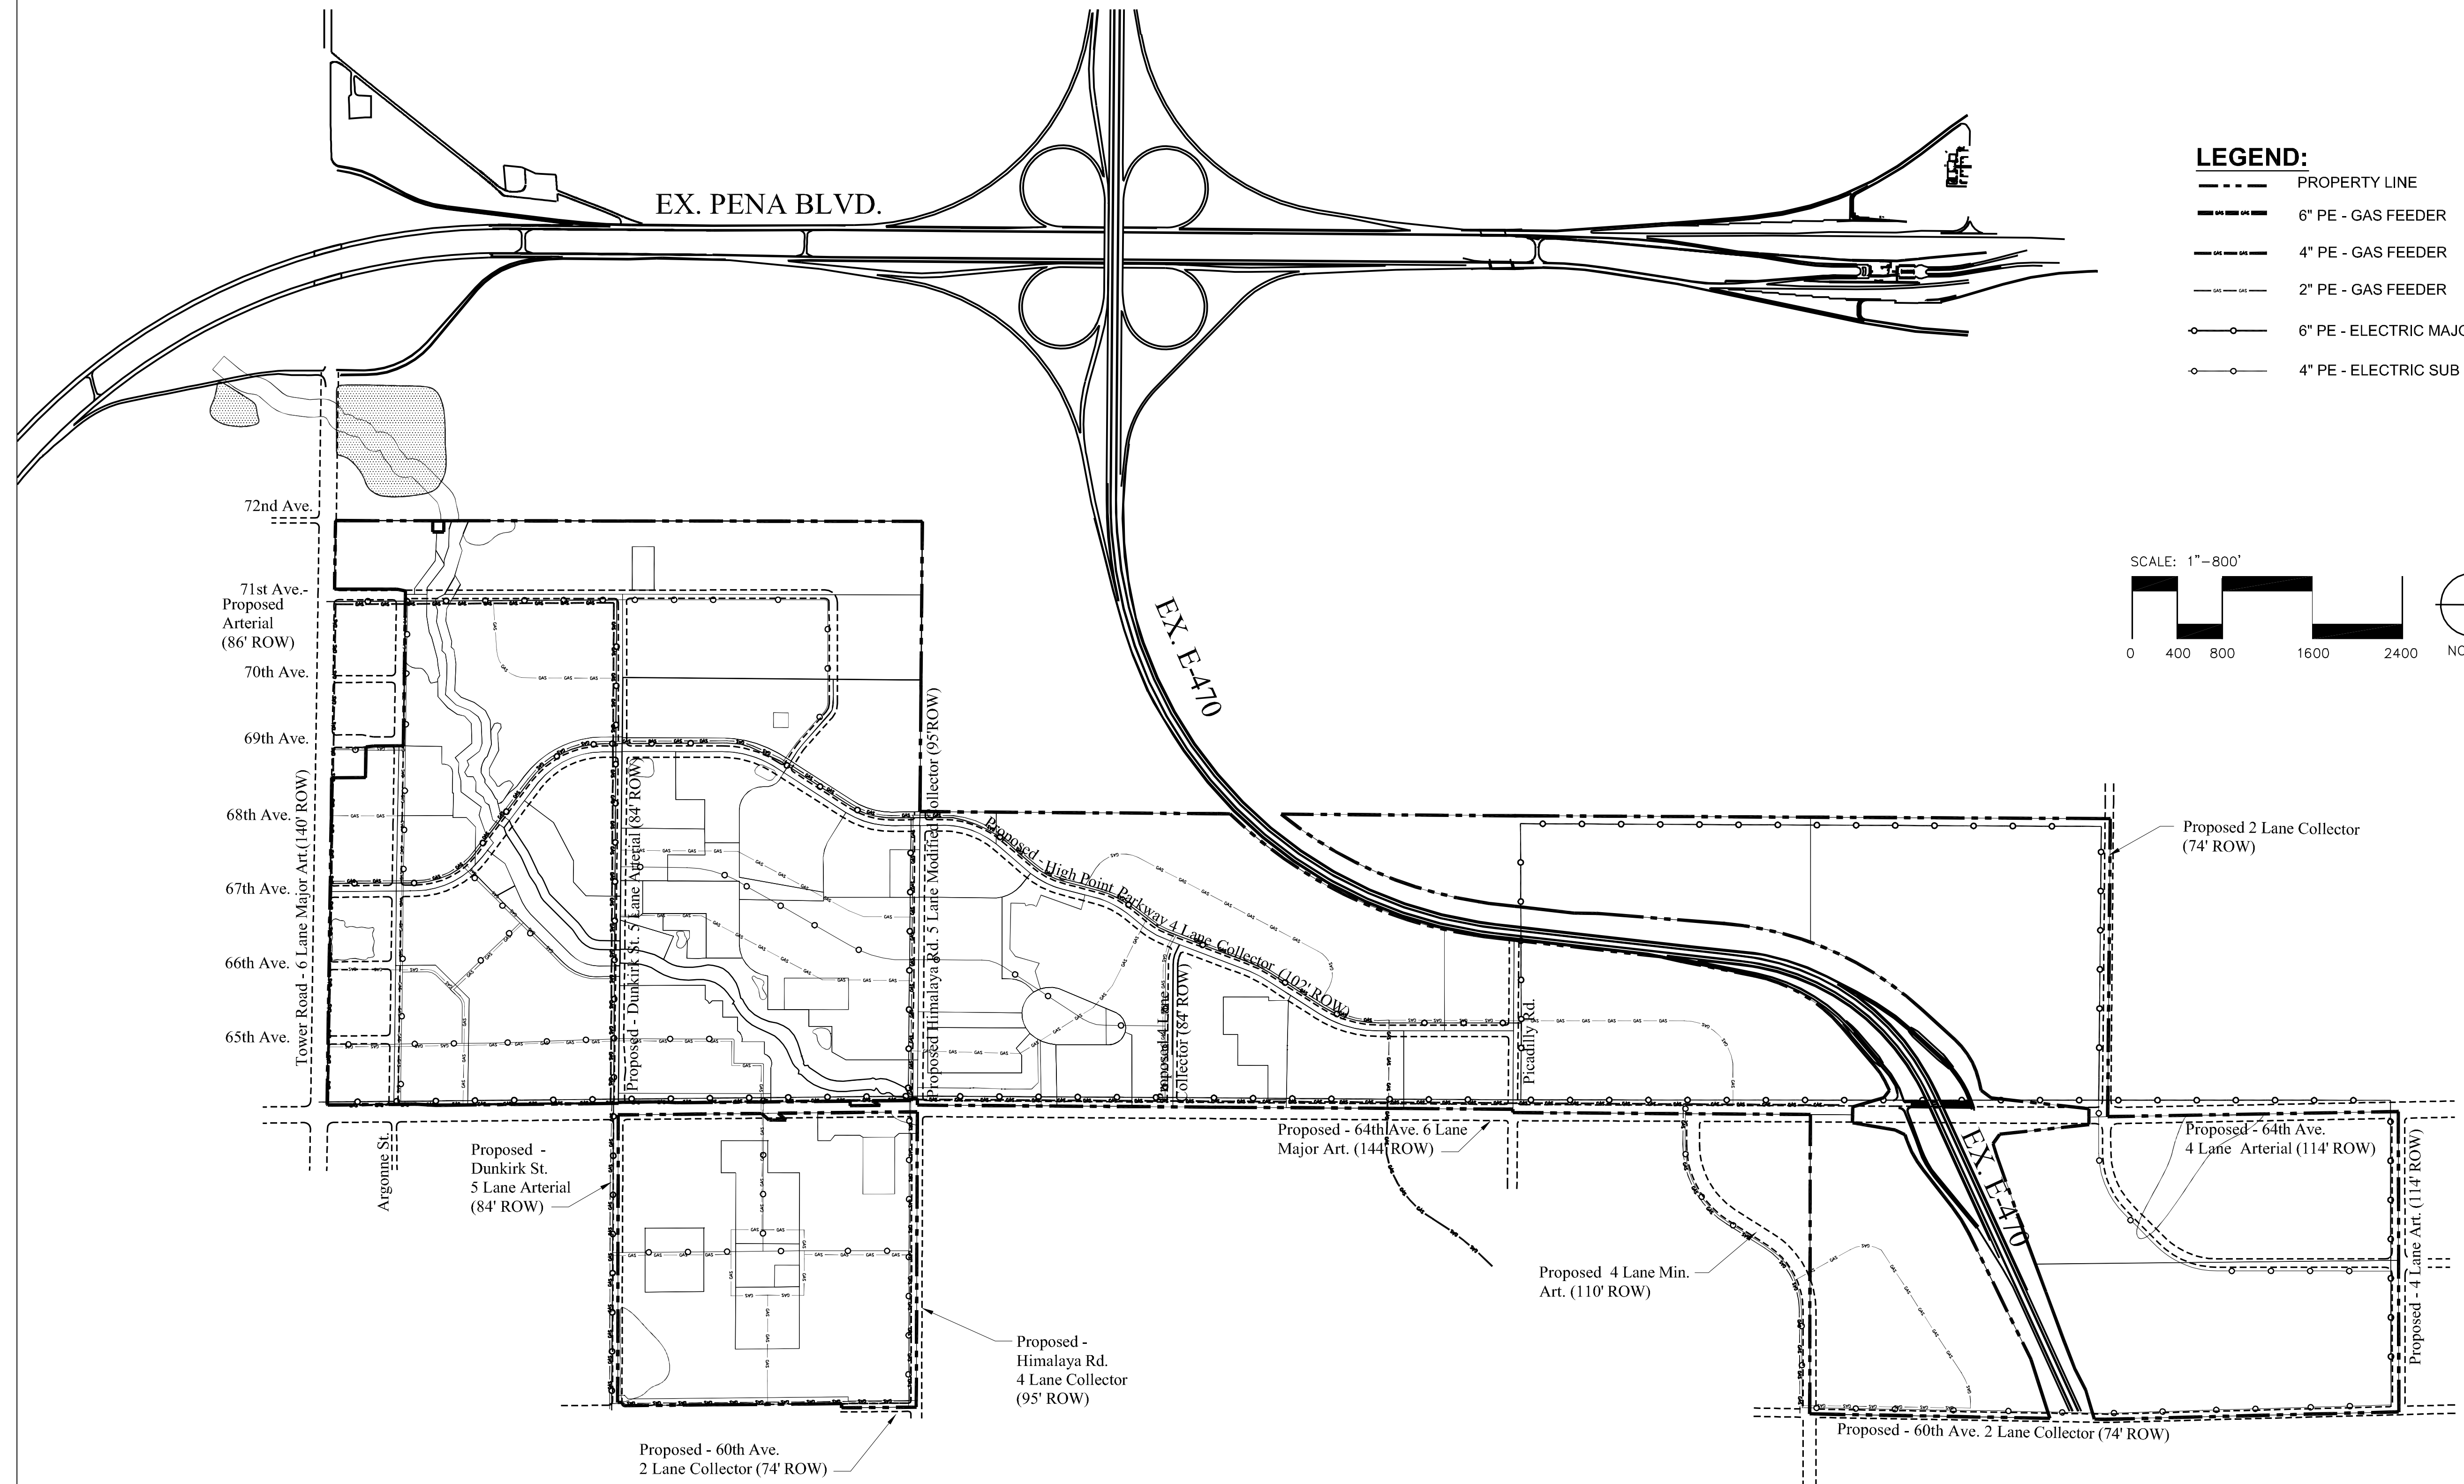 EX. PENA BLVD.
LEGEND:
PROPERTY LINE
6" PE - GAS FEEDER
4" PE - GAS FEEDER
2" PE - GAS FEEDER
6" PE - ELECTRIC
4" PE - ELECTRIC SUB
SCALE: 1"-800'
0 400 800 1600 2400
72nd Ave.
71st Ave.-
Proposed
Arterial
(86' ROW)
70th Ave.
69th Ave.
68th Ave.
67th Ave.
66th Ave.
65th Ave.
Tower Road - 6 Lane Major Art.(140' ROW)
Argonne St.
Proposed - Dunkirk St. 5 Lane Arterial (84' ROW)
Proposed Himalaya Rd. 5 Lane Modified Collector (95'ROW)
EX. E-470
Proposed -High Point Parkway 4 Lane Collector (102' ROW)
Proposed 4 Lane
Collector (84' ROW)
Picadilly Rd.
Proposed 2 Lane Collector
(74' ROW)
Proposed -
Dunkirk St.
5 Lane Arterial
(84' ROW)
Proposed - 64th Ave. 6 Lane
Major Art. (144' ROW)
Proposed - 64th Ave.
4 Lane Arterial (114' ROW)
EX. E-470
Proposed - 4 Lane Art. (114' ROW)
Proposed 4 Lane Min.
Art. (110' ROW)
Proposed -
Himalaya Rd.
4 Lane Collector
(95' ROW)
Proposed - 60th Ave. 2 Lane Collector (74' ROW)
Proposed - 60th Ave.
2 Lane Collector (74' ROW)